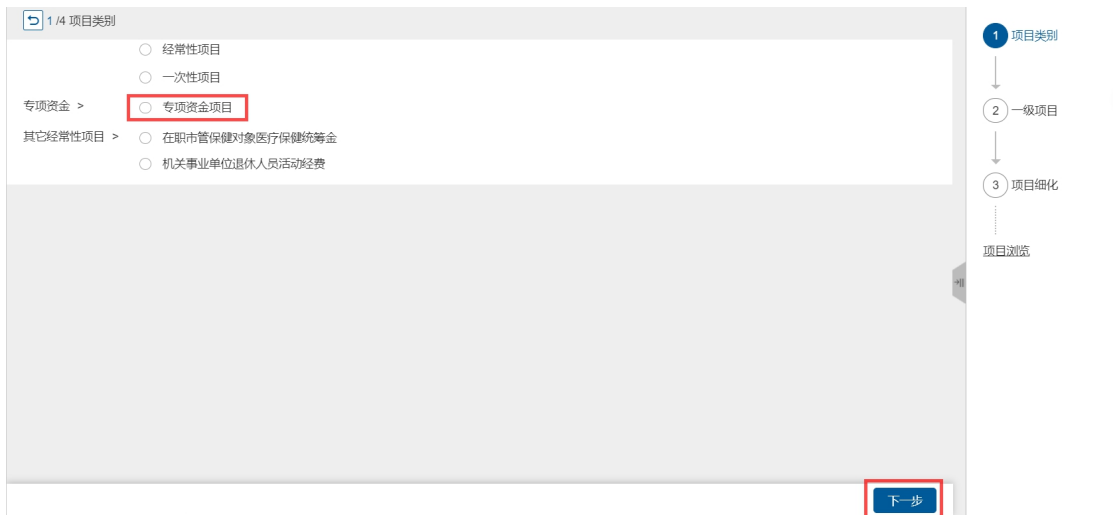 1 /4 项目类别
经常性项目
一次性项目
专项资金 > 专项资金项目
其它经常性项目 > 在职市管保健对象医疗保健统筹金
机关事业单位退休人员活动经费
下一步
1 项目类别
2 一级项目
3 项目细化
项目浏览